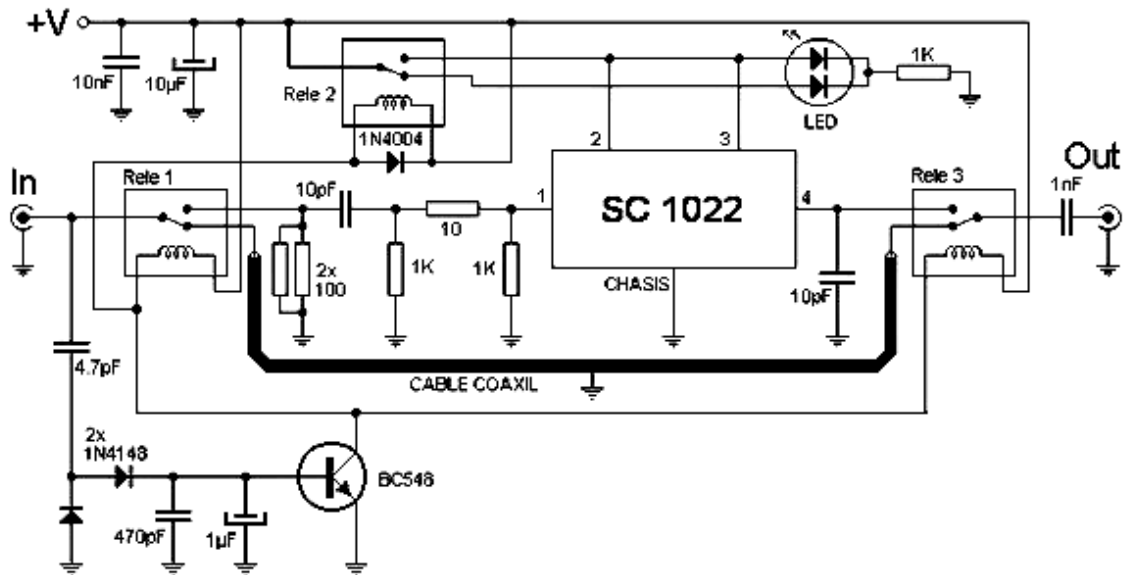 +V
10nF
10µF
Rele 2
1N4004
LED
1K
In
Rele 1
10pF
10
2x
100
1K
1K
1
2
3
4
SC 1022
CHASIS
10pF
Rele 3
1nF
Out
4.7pF
CABLE COAXIL
2x
1N4148
470pF
1µF
BC548